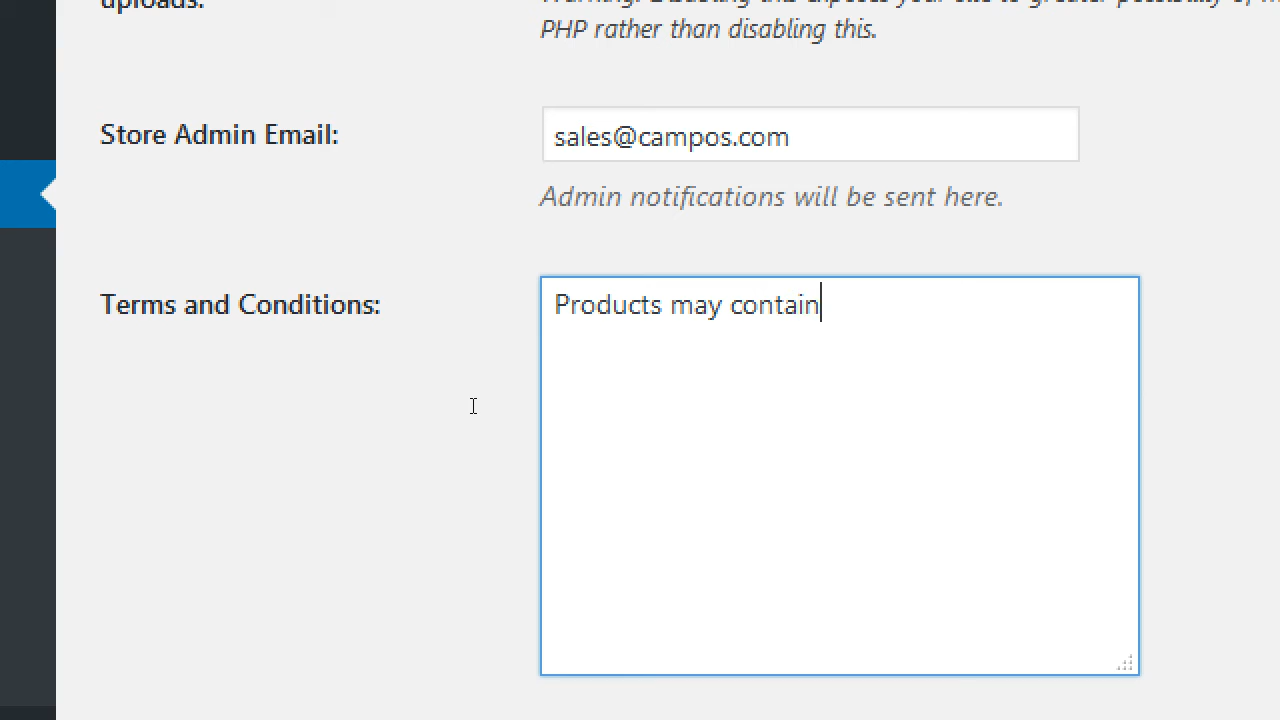 uploads:
PHP rather than disabling this.
Store Admin Email:
sales@campos.com
Admin notifications will be sent here.
Terms and Conditions:
Products may contain